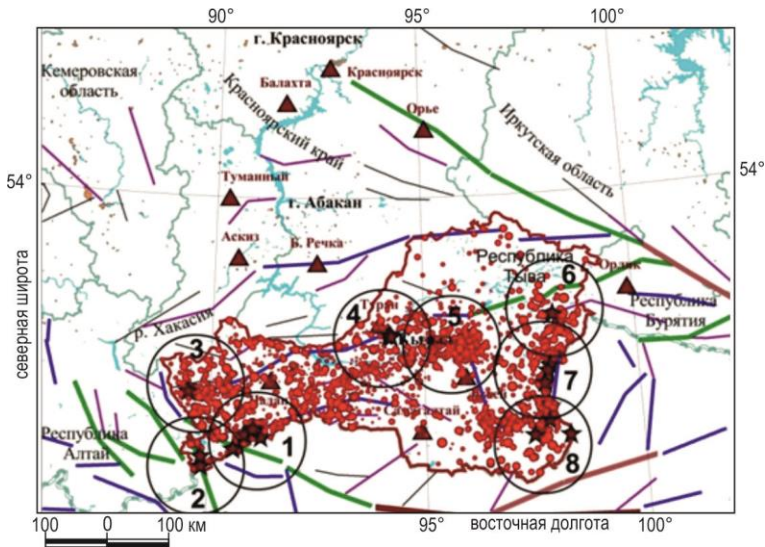 90°
95°
100°
г. Красноярск
Кемеровская
область
Балахта
Красноярск
Красноярский край
Орье
Иркутская область
54°
54°
Туманный
г. Абакан
Аскиз
Б. Речка
Республика
Тыва
6
Орлик
северная широта
р. Хакасия
4
Туран
5
Республика
Бурятия
Кызыл
3
7
Республика
Алтай
1
8
2
100
0
100 км
95°
восточная долгота
100°